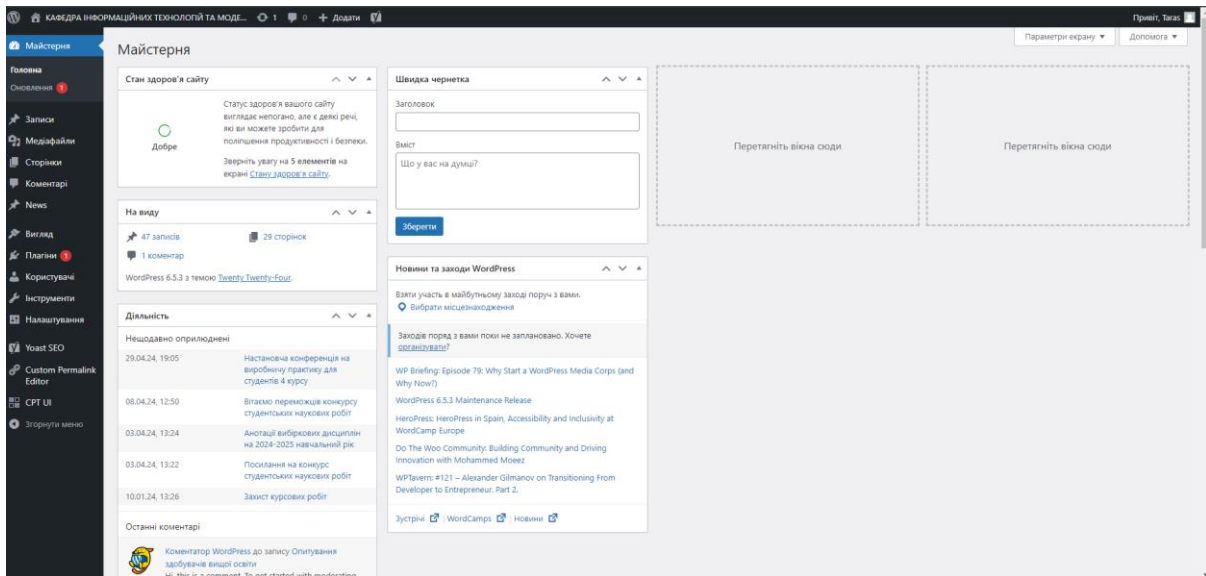 КАФЕДРА ІНФОРМАЦІЙНИХ ТЕХНОЛОГІЙ ТА МОДЕ... 1 0 + Додати
Привіт, Taras
Параметри екрану ▼
Допомога ▼
Майстерня
Головна
Оновлення 1
Записи
Медіафайли
Сторінки
Коментарі
News
Вигляд
Плагіни 1
Користувачі
Інструменти
Налаштування
Yoast SEO
Custom Permalink
Editor
CPT UI
Згорнути меню
Майстерня
Стан здоров'я сайту
Добре
Статус здоров'я вашого сайту
виглядає непогано, але є деякі речі,
які ви можете зробити для
поліпшення продуктивності і безпеки.
Зверніть увагу на 5 елементів на
екрані Стану здоров'я сайту.
На виду
47 записів
29 сторінок
1 коментар
WordPress 6.5.3 з темою Twenty Twenty-Four.
Діяльність
Нещодавно оприлюднені
29.04.24, 19:05
Настановча конференція на
виробничу практику для
студентів 4 курсу
08.04.24, 12:50
Вітаємо переможців конкурсу
студентських наукових робіт
03.04.24, 13:24
Анотації вибіркових дисциплін
на 2024-2025 навчальний рік
03.04.24, 13:22
Посилання на конкурс
студентських наукових робіт
10.01.24, 13:26
Захист курсових робіт
Останні коментарі
Коментатор WordPress до запису Опитування
здобувачів вищої освіти
Hi, this is a comment. To get started with moderating,
Швидка чернетка
Заголовок
Вміст
Що у вас на думці?
Зберегти
Новини та заходи WordPress
Взяти участь в майбутньому заході поруч з вами.
Вибрати місцезнаходження
Заходів поряд з вами поки не заплановано. Хочете
організувати?
WP Briefing: Episode 79: Why Start a WordPress Media Corps (and
Why Now?)
WordPress 6.5.3 Maintenance Release
HeroPress: HeroPress in Spain, Accessibility and Inclusivity at
WordCamp Europe
Do The Woo Community: Building Community and Driving
Innovation with Mohammed Moeez
WPTavern: #121 – Alexander Gilmanov on Transitioning From
Developer to Entrepreneur. Part 2.
Зустрічі | WordCamps | Новини
Перетягніть вікна сюди
Перетягніть вікна сюди